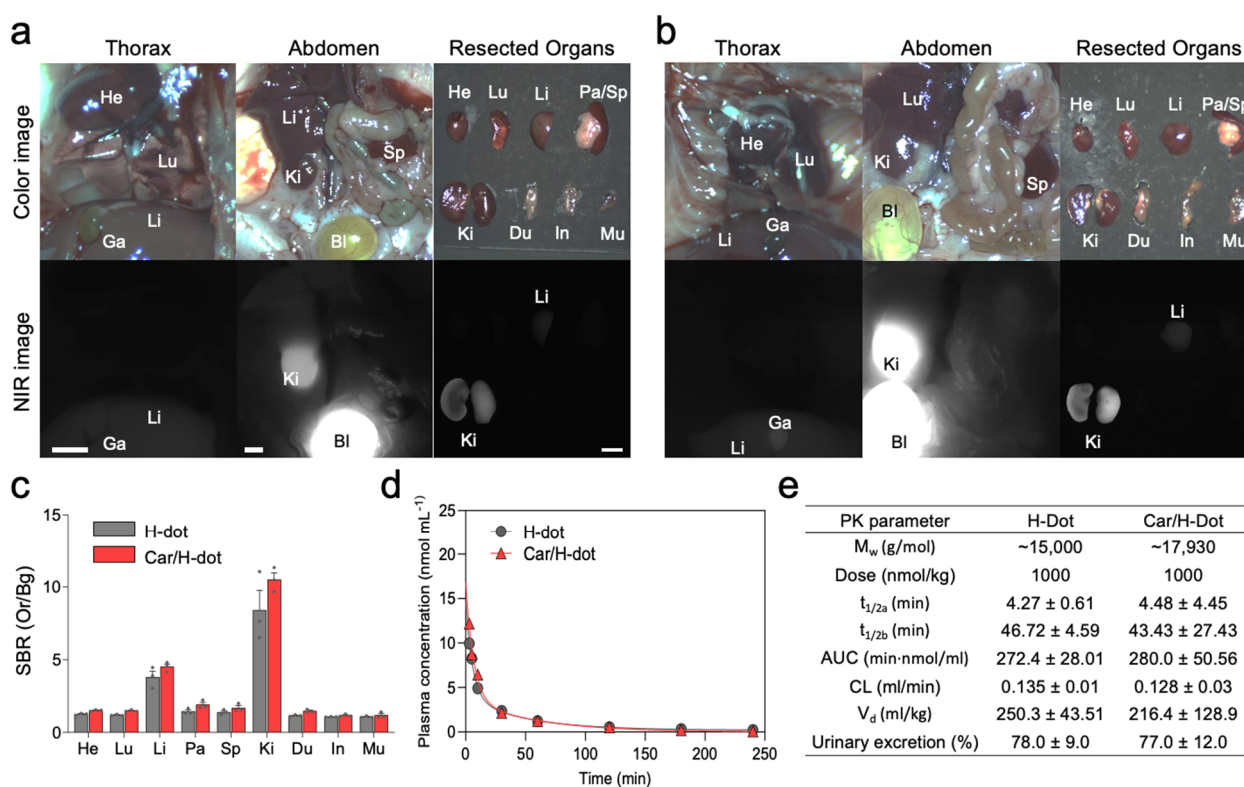 a
Thorax
Abdomen
Resected Organs
Color image
He
Lu
Li
Ga
Li
Ki
Sp
Bl
He
Lu
Li
Pa/Sp
Ki
Du
In
Mu
NIR image
Li
Ga
Ki
Bl
Li
Ki
b
Thorax
Abdomen
Resected Organs
He
Lu
Li
Ga
Lu
Ki
Sp
Bl
He
Lu
Li
Pa/Sp
Ki
Du
In
Mu
Ga
Li
Ki
Bl
Li
Ki
c
SBR (Or/Bg)
15
10
5
0
H-dot
Car/H-dot
He Lu Li Pa Sp Ki Du In Mu
d
Plasma concentration (nmol mL⁻¹)
25
20
15
10
5
0
H-dot
Car/H-dot
0 50 100 150 200 250
Time (min)
e
PK parameter H-Dot Car/H-Dot
Mw (g/mol) ~15,000 ~17,930
Dose (nmol/kg) 1000 1000
t1/2a (min) 4.27 ± 0.61 4.48 ± 4.45
t1/2b (min) 46.72 ± 4.59 43.43 ± 27.43
AUC (min·nmol/ml) 272.4 ± 28.01 280.0 ± 50.56
CL (ml/min) 0.135 ± 0.01 0.128 ± 0.03
Vd (ml/kg) 250.3 ± 43.51 216.4 ± 128.9
Urinary excretion (%) 78.0 ± 9.0 77.0 ± 12.0